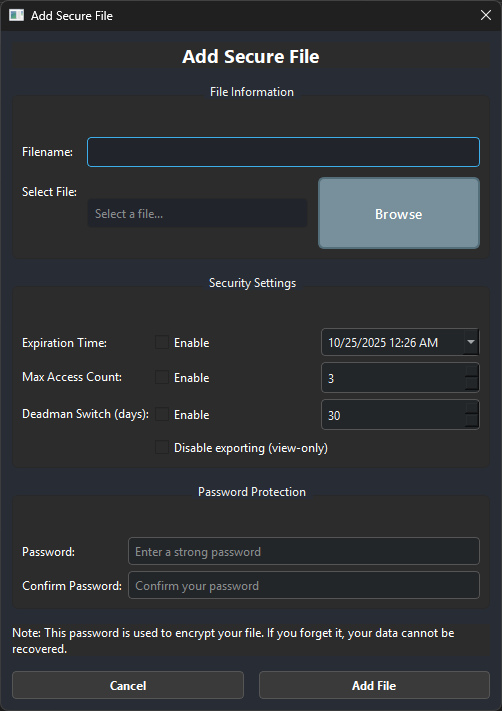 Add Secure File
Add Secure File
File Information
Filename:
Select File:
Select a file...
Browse
Security Settings
Expiration Time:
Enable
10/25/2025 12:26 AM
Max Access Count:
Enable
3
Deadman Switch (days):
Enable
30
Disable exporting (view-only)
Password Protection
Password:
Enter a strong password
Confirm Password:
Confirm your password
Note: This password is used to encrypt your file. If you forget it, your data cannot be
recovered.
Cancel
Add File